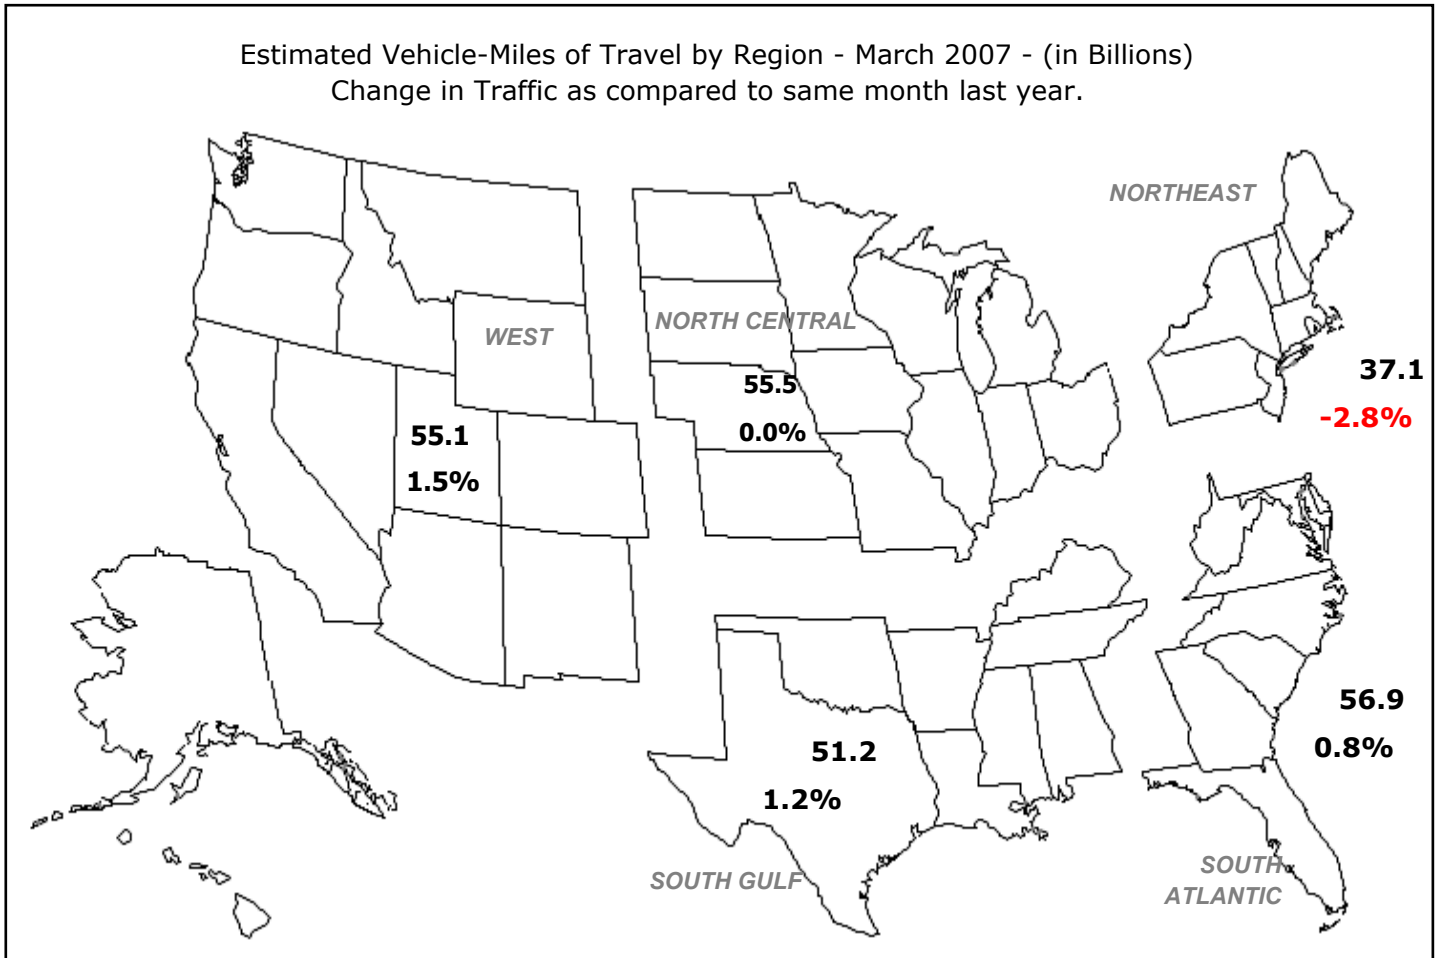 Estimated Vehicle-Miles of Travel by Region - March 2007 - (in Billions)
Change in Traffic as compared to same month last year.
NORTHEAST
37.1
-2.8%
NORTH CENTRAL
55.5
0.0%
WEST
55.1
1.5%
56.9
0.8%
SOUTH
ATLANTIC
51.2
1.2%
SOUTH GULF